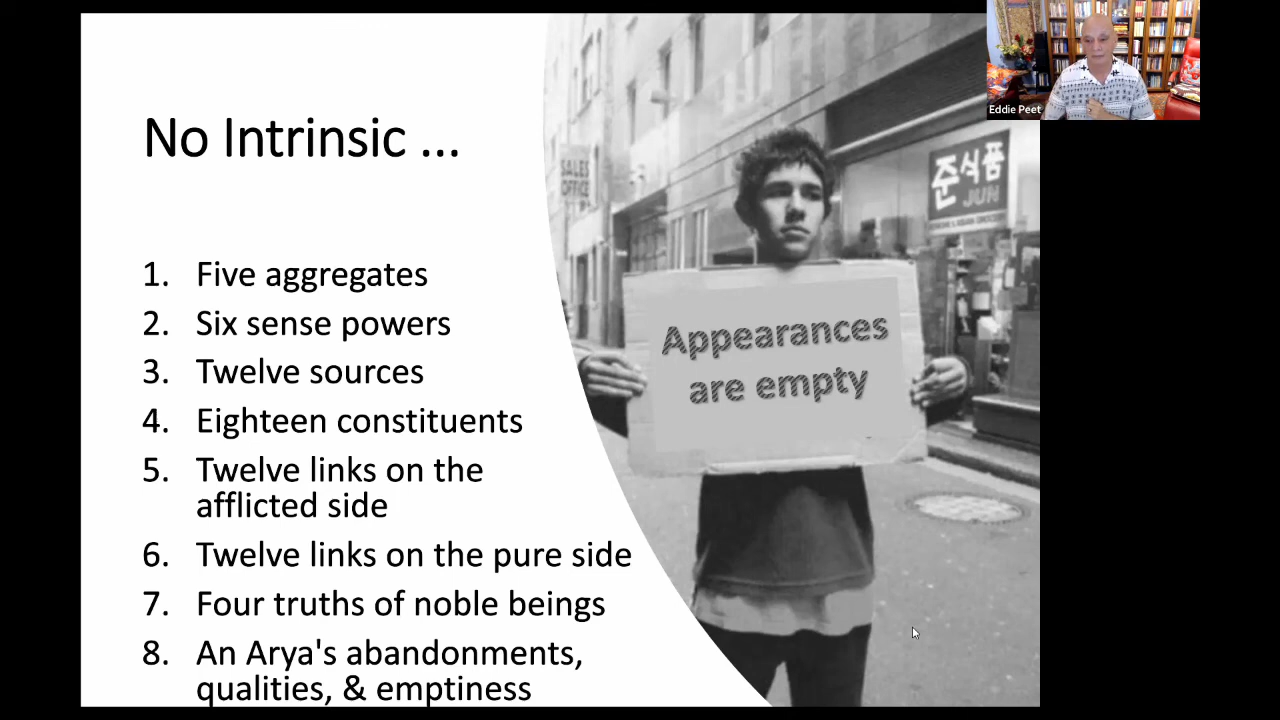 No Intrinsic ...
1. Five aggregates
2. Six sense powers
3. Twelve sources
4. Eighteen constituents
5. Twelve links on the
afflicted side
6. Twelve links on the pure side
7. Four truths of noble beings
8. An Arya's abandonments,
qualities, & emptiness
SALES
OFFICE
준식품
JUN
Appearances
are empty
Eddie Peet